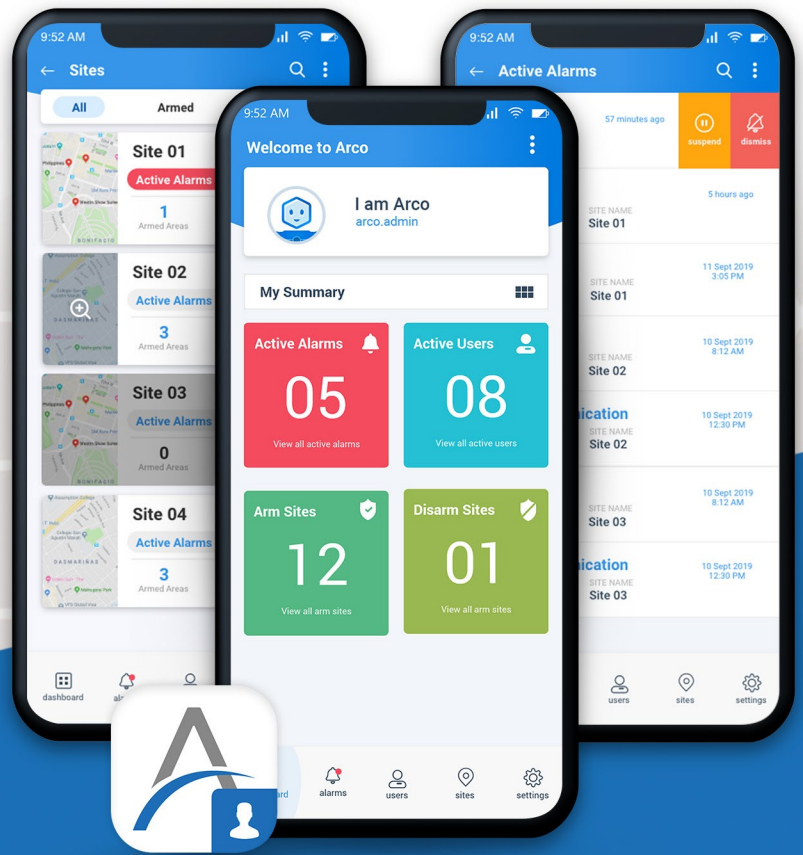 9:52 AM
Sites
All
Armed
Site 01
Active Alarms
1
Armed Areas
Site 02
Active Alarms
3
Armed Areas
Site 03
Active Alarms
0
Armed Areas
Site 04
Active Alarms
3
Armed Areas
dashboard
9:52 AM
Welcome to Arco
I am Arco
arco.admin
My Summary
Active Alarms
05
View all active alarms
Active Users
08
View all active users
Arm Sites
12
View all arm sites
Disarm Sites
01
View all arm sites
alarms
users
sites
settings
9:52 AM
Active Alarms
57 minutes ago
suspend
dismiss
5 hours ago
SITE NAME
Site 01
11 Sept 2019
3:05 PM
SITE NAME
Site 01
10 Sept 2019
8:12 AM
SITE NAME
Site 02
ication
10 Sept 2019
12:30 PM
SITE NAME
Site 02
10 Sept 2019
8:12 AM
SITE NAME
Site 03
ication
10 Sept 2019
12:30 PM
SITE NAME
Site 03
users
sites
settings